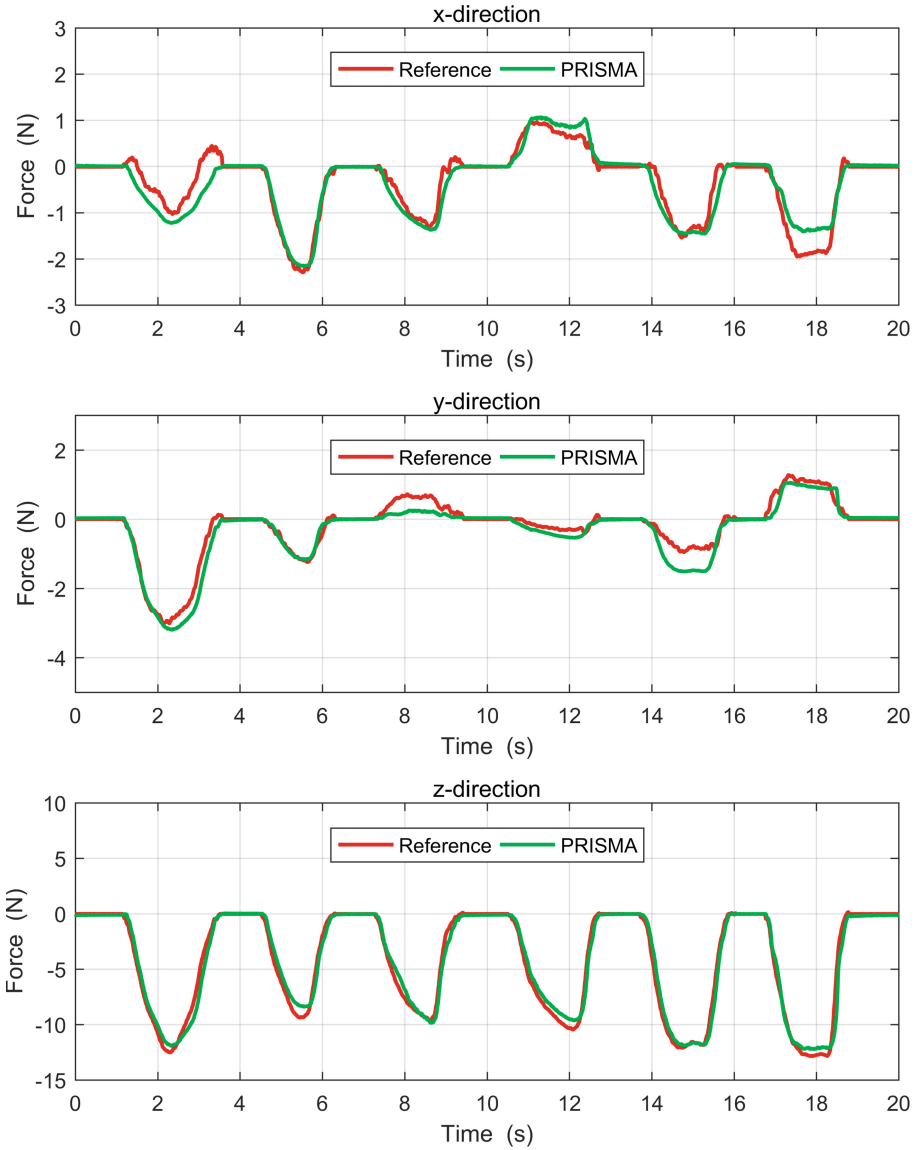 x-direction
3
2
1
0
-1
-2
-3
Force (N)
Reference PRISMA
0 2 4 6 8 10 12 14 16 18 20
Time (s)
y-direction
2
0
-2
-4
Force (N)
Reference PRISMA
0 2 4 6 8 10 12 14 16 18 20
Time (s)
z-direction
10
5
0
-5
-10
-15
Force (N)
Reference PRISMA
0 2 4 6 8 10 12 14 16 18 20
Time (s)